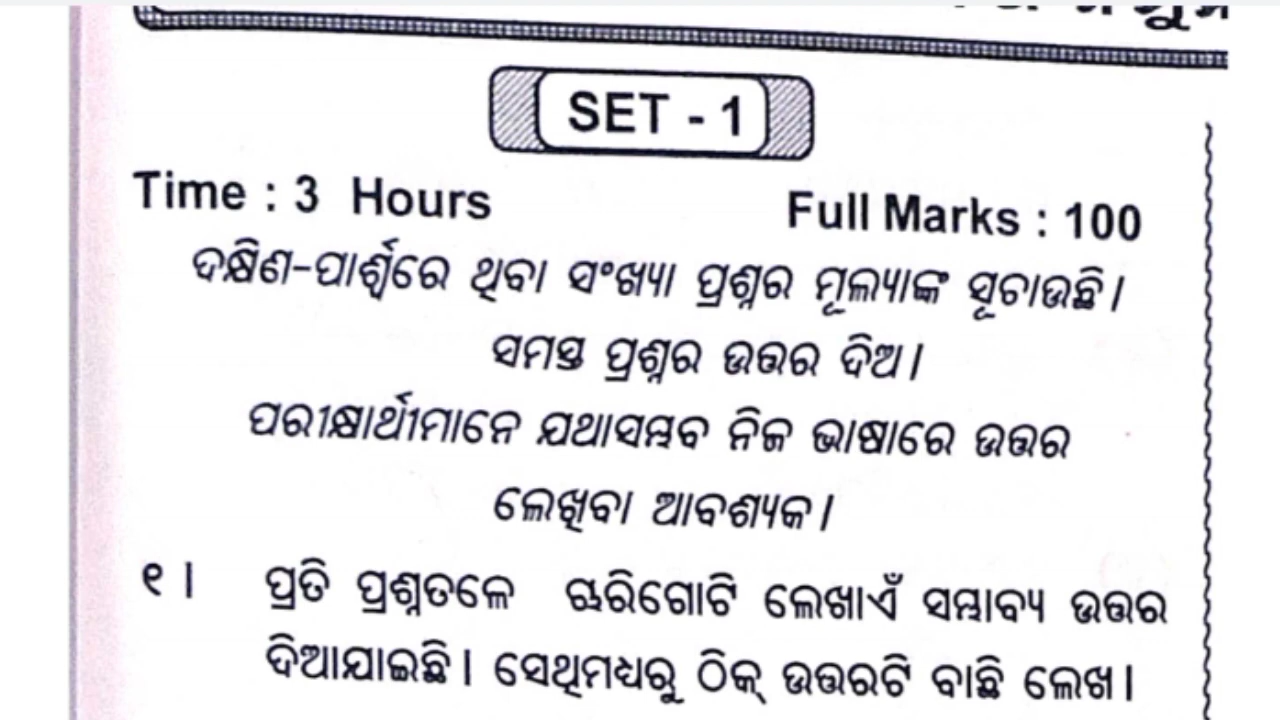 SET - 1
Time : 3 Hours Full Marks : 100
ଦକ୍ଷିଣ-ପାର୍ଶ୍ୱରେ ଥିବା ସଂଖ୍ୟା ପ୍ରଶ୍ନର ମୂଲ୍ୟାଙ୍କ ସୂଚାଉଛି।
ସମସ୍ତ ପ୍ରଶ୍ନର ଉତ୍ତର ଦିଅ।
ପରୀକ୍ଷାର୍ଥୀମାନେ ଯଥାସମ୍ଭବ ନିଜ ଭାଷାରେ ଉତ୍ତର
ଲେଖିବା ଆବଶ୍ୟକ।
୧। ପ୍ରତି ପ୍ରଶ୍ନତଳେ ଚାରିଗୋଟି ଲେଖାଏଁ ସମ୍ଭାବ୍ୟ ଉତ୍ତର
ଦିଆଯାଇଛି। ସେଥିମଧ୍ୟରୁ ଠିକ୍ ଉତ୍ତରଟି ବାଛି ଲେଖ।